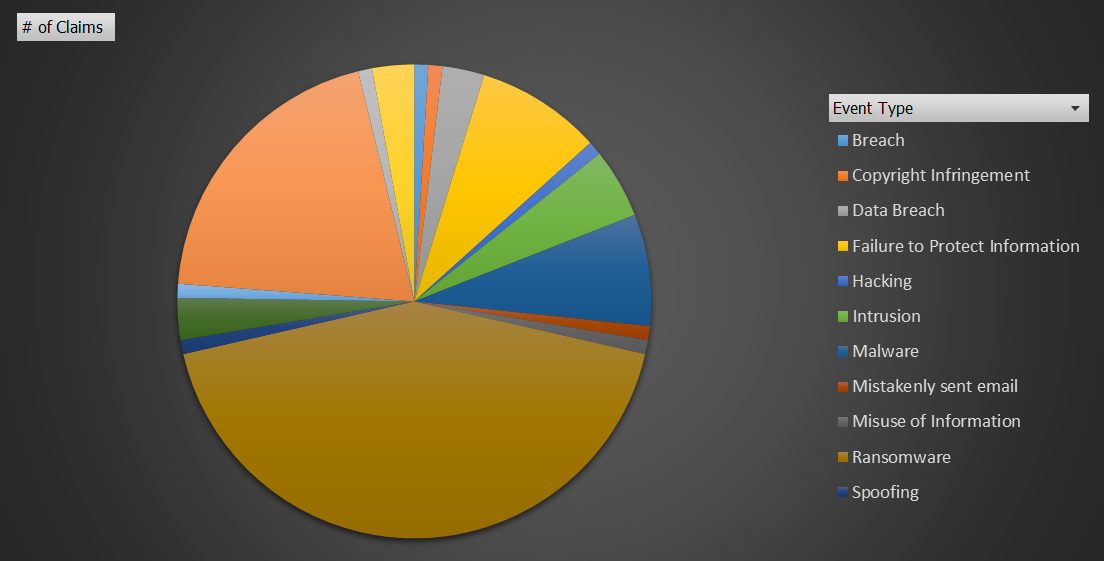 # of Claims
Event Type
Breach
Copyright Infringement
Data Breach
Failure to Protect Information
Hacking
Intrusion
Malware
Mistakenly sent email
Misuse of Information
Ransomware
Spoofing